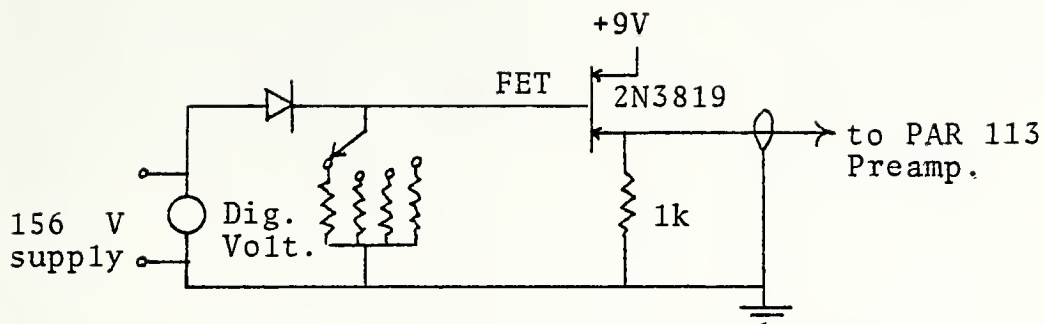 +9V
FET
2N3819
to PAR 113
Preamp.
Dig.
Volt.
156 V
supply
1k